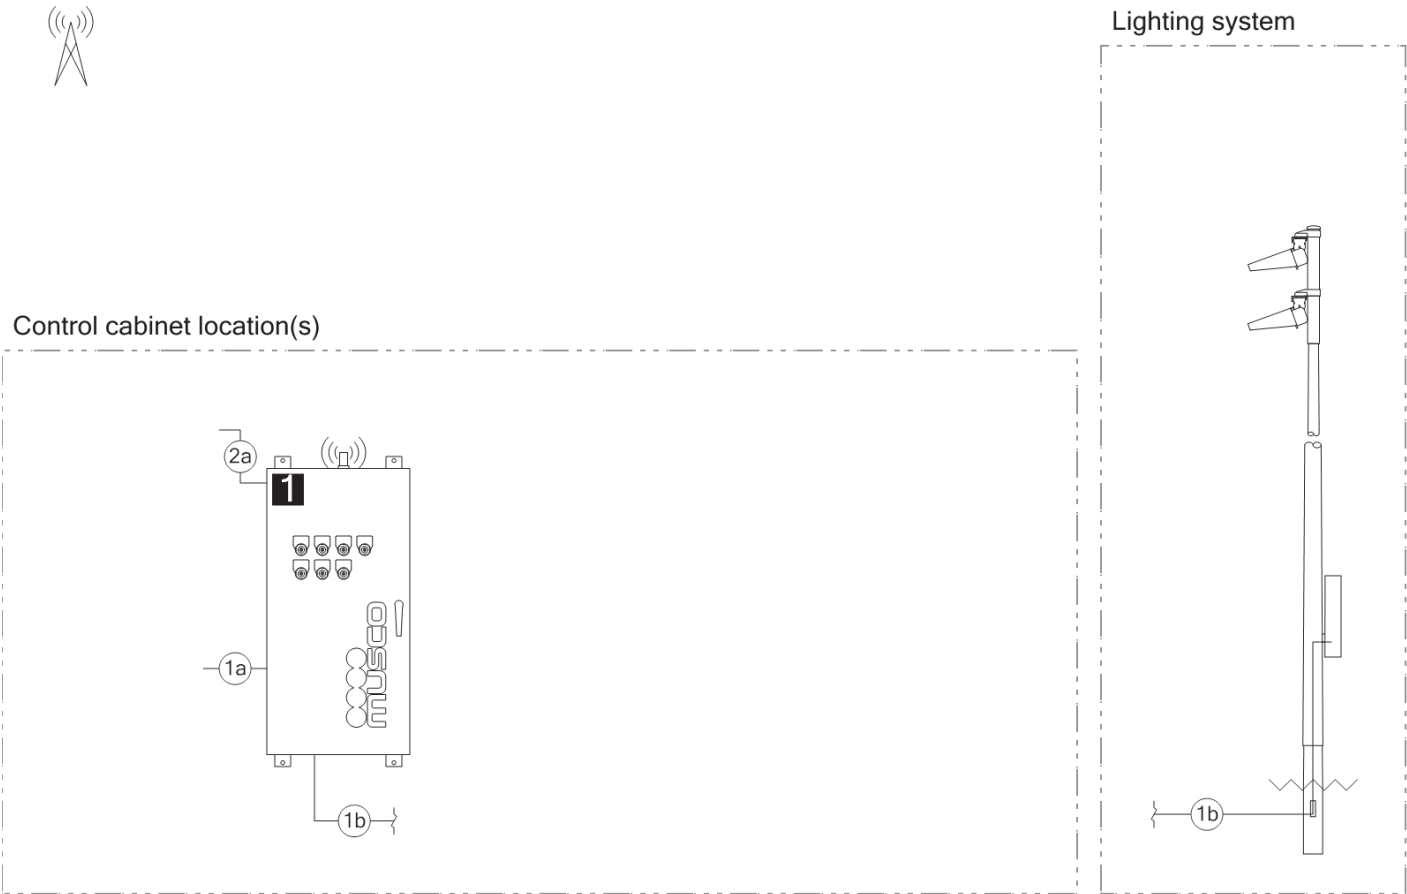 Lighting system
Control cabinet location(s)
2a
1
musco
1a
1b
1b